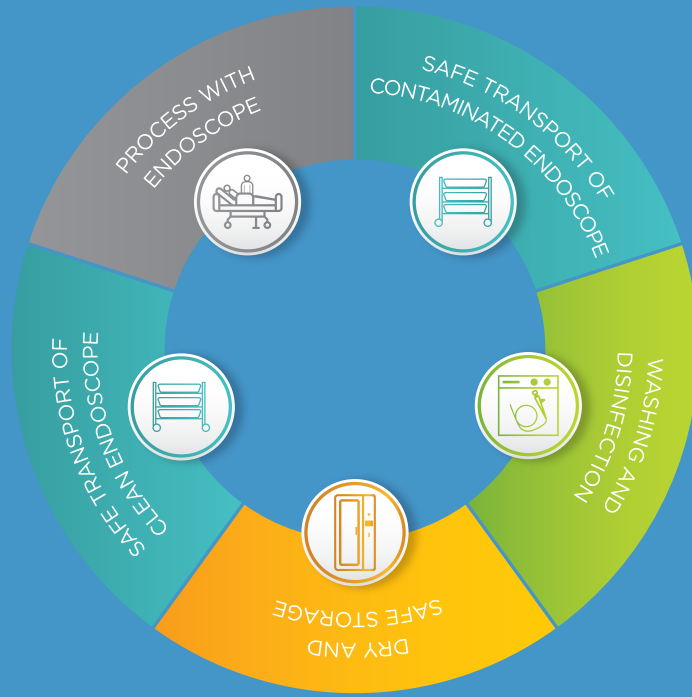 PROCESS WITH
ENDOSCOPE
SAFE TRANSPORT OF
CONTAMINATED ENDOSCOPE
WASHING AND
DISINFECTION
DRY AND
SAFE STORAGE
SAFE TRANSPORT OF
CLEAN ENDOSCOPE